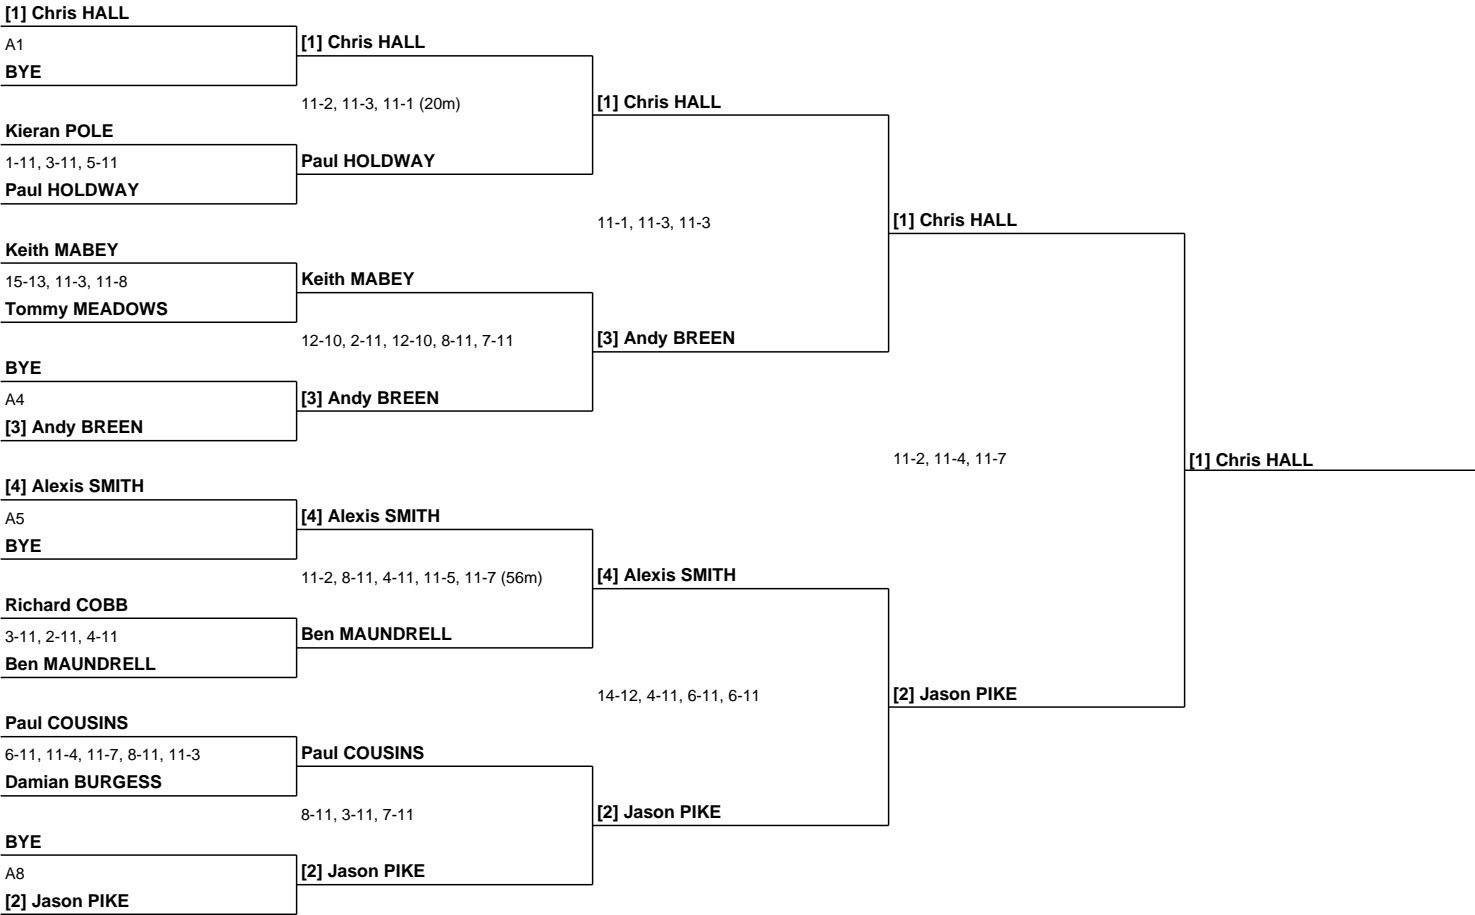 [1] Chris HALL
A1
[1] Chris HALL
BYE
11-2, 11-3, 11-1 (20m)
[1] Chris HALL
Kieran POLE
1-11, 3-11, 5-11
Paul HOLDWAY
Paul HOLDWAY
11-1, 11-3, 11-3
[1] Chris HALL
Keith MABEY
15-13, 11-3, 11-8
Keith MABEY
Tommy MEADOWS
12-10, 2-11, 12-10, 8-11, 7-11
[3] Andy BREEN
BYE
A4
[3] Andy BREEN
[3] Andy BREEN
11-2, 11-4, 11-7
[1] Chris HALL
[4] Alexis SMITH
A5
[4] Alexis SMITH
BYE
11-2, 8-11, 4-11, 11-5, 11-7 (56m)
[4] Alexis SMITH
Richard COBB
3-11, 2-11, 4-11
Ben MAUNDRELL
Ben MAUNDRELL
14-12, 4-11, 6-11, 6-11
[2] Jason PIKE
Paul COUSINS
6-11, 11-4, 11-7, 8-11, 11-3
Paul COUSINS
Damian BURGESS
8-11, 3-11, 7-11
[2] Jason PIKE
BYE
A8
[2] Jason PIKE
[2] Jason PIKE